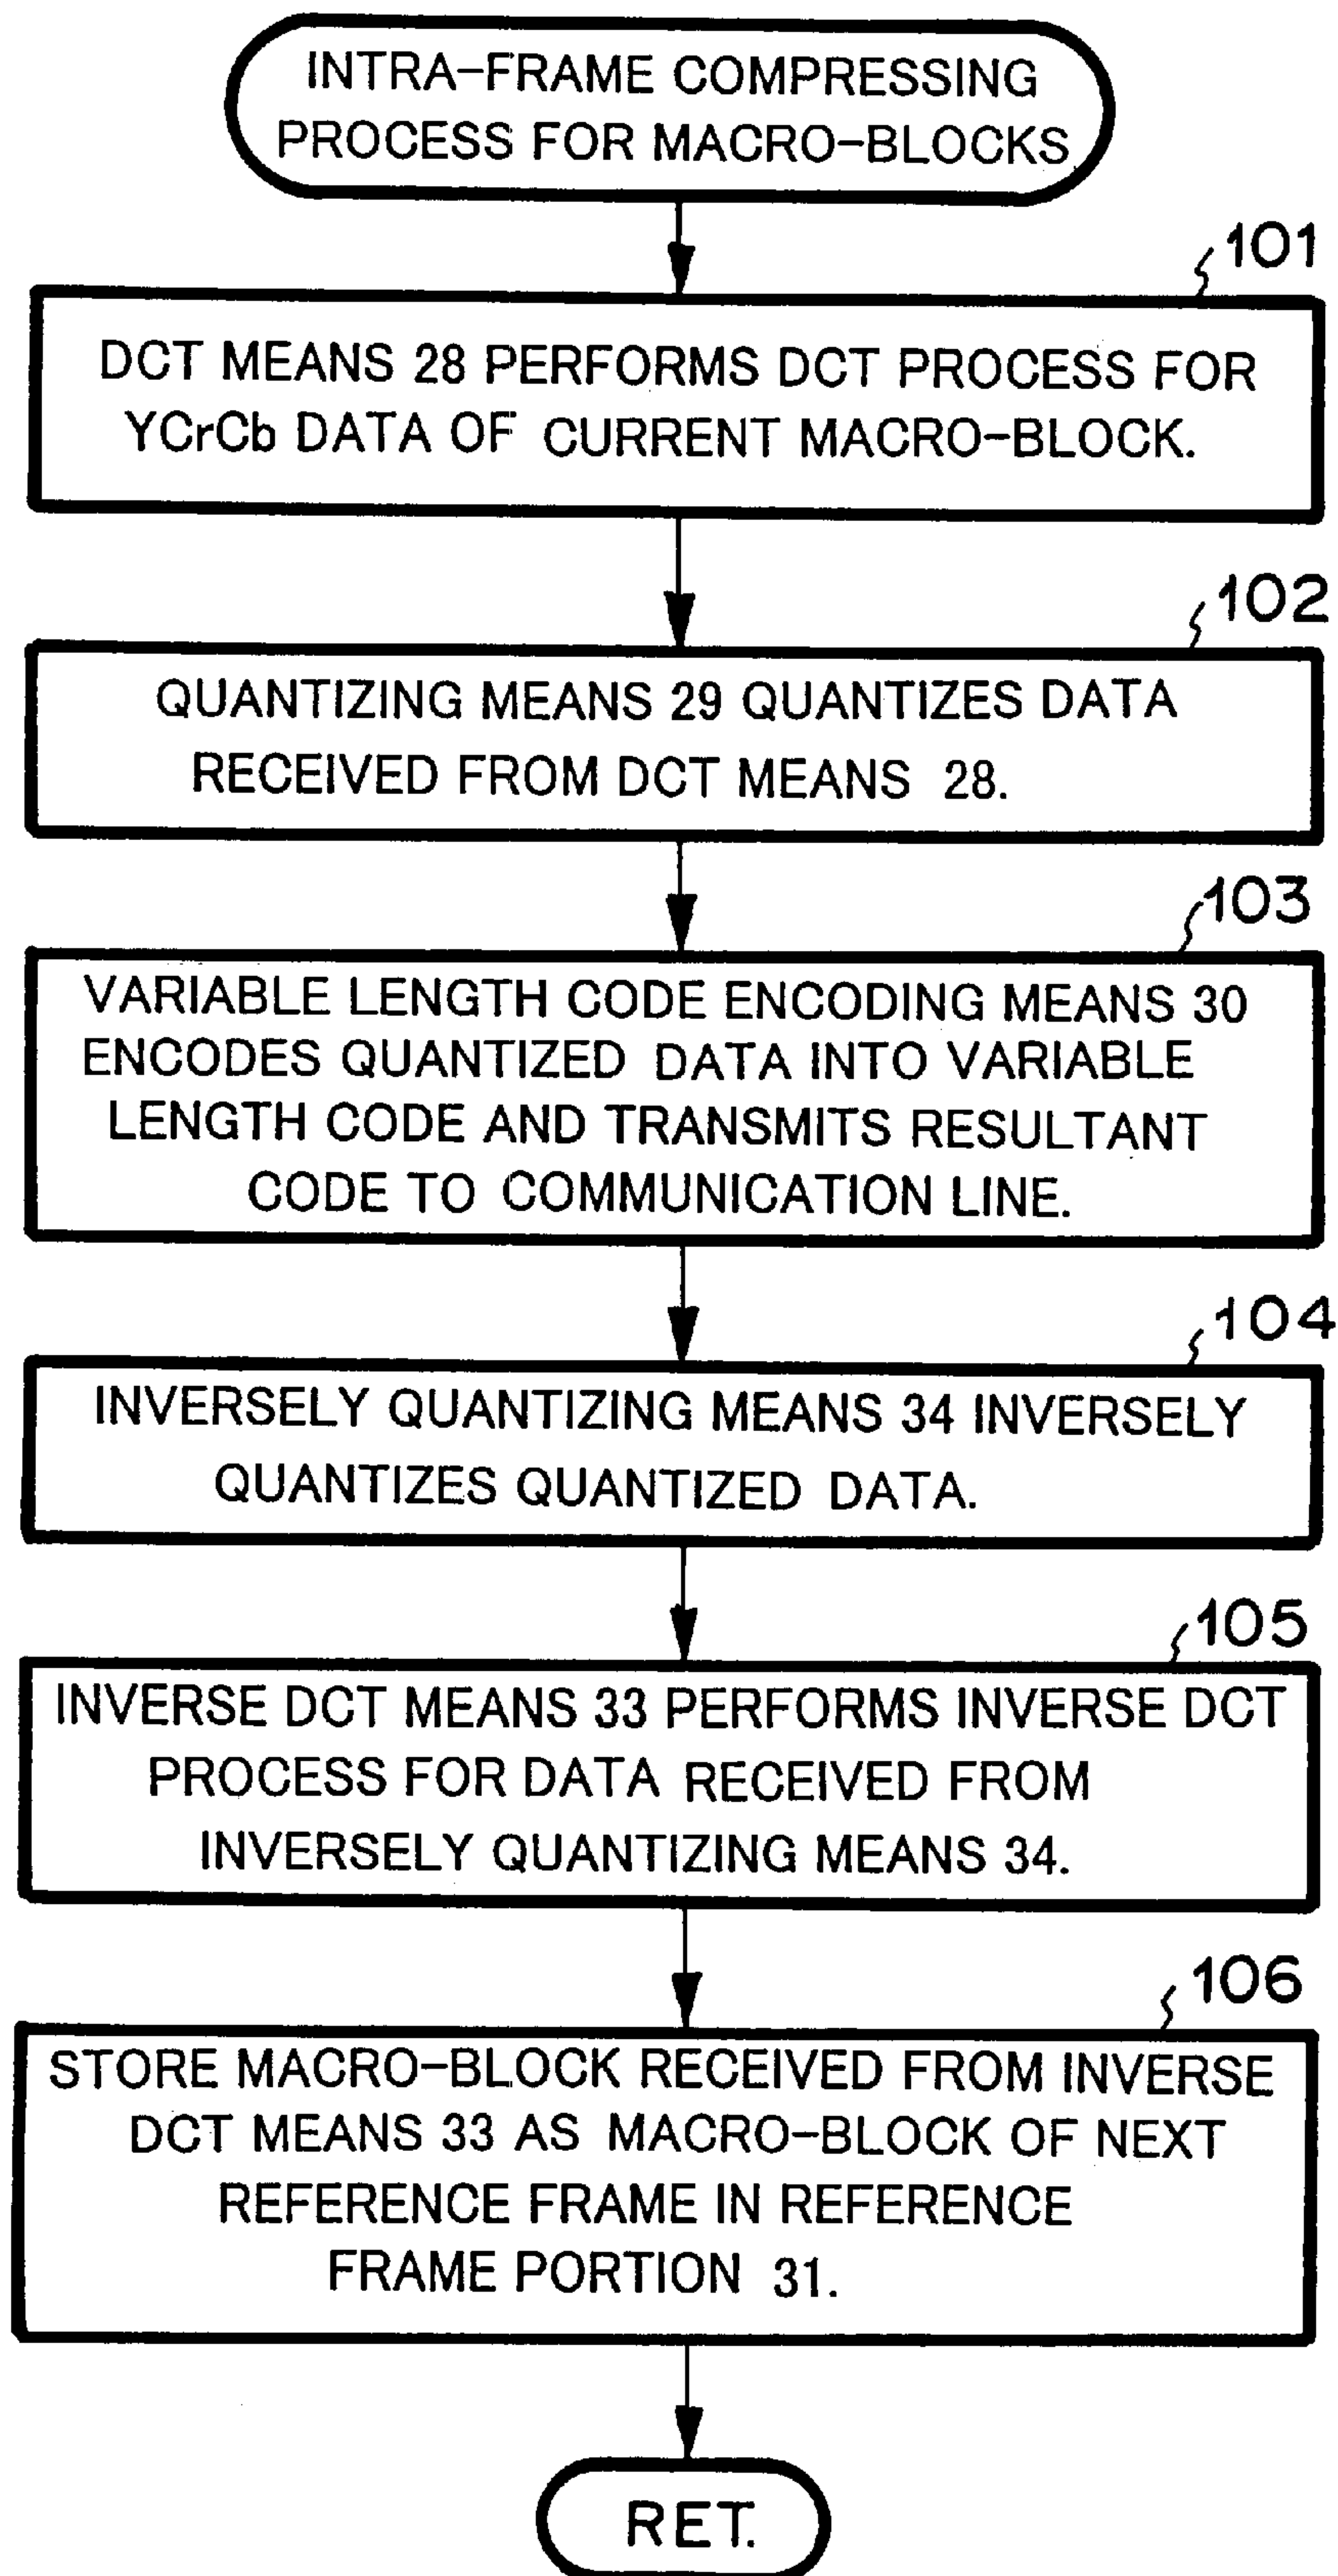 INTRA-FRAME COMPRESSING
PROCESS FOR MACRO-BLOCKS
101
DCT MEANS 28 PERFORMS DCT PROCESS FOR
YCrCb DATA OF CURRENT MACRO-BLOCK.
102
QUANTIZING MEANS 29 QUANTIZES DATA
RECEIVED FROM DCT MEANS 28.
103
VARIABLE LENGTH CODE ENCODING MEANS 30
ENCODES QUANTIZED DATA INTO VARIABLE
LENGTH CODE AND TRANSMITS RESULTANT
CODE TO COMMUNICATION LINE.
104
INVERSELY QUANTIZING MEANS 34 INVERSELY
QUANTIZES QUANTIZED DATA.
105
INVERSE DCT MEANS 33 PERFORMS INVERSE DCT
PROCESS FOR DATA RECEIVED FROM
INVERSELY QUANTIZING MEANS 34.
106
STORE MACRO-BLOCK RECEIVED FROM INVERSE
DCT MEANS 33 AS MACRO-BLOCK OF NEXT
REFERENCE FRAME IN REFERENCE
FRAME PORTION 31.
RET.